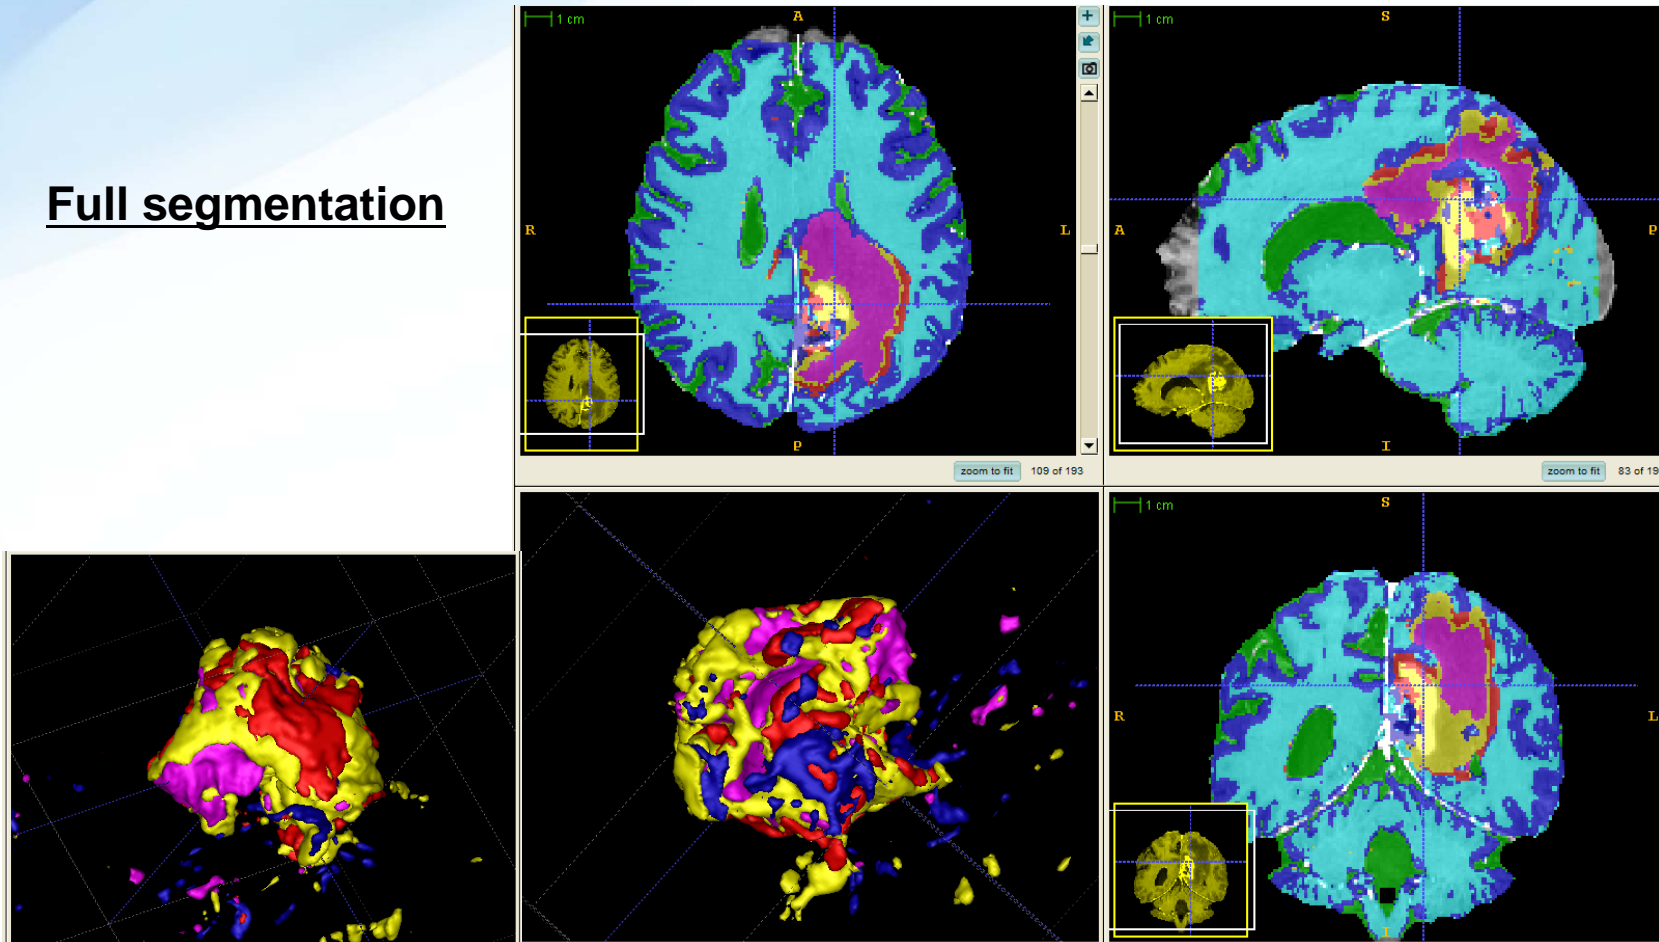 Full segmentation
1 cm
A
R
L
P
zoom to fit 109 of 193
1 cm
S
A
P
I
zoom to fit 83 of 19
1 cm
S
R
L
I